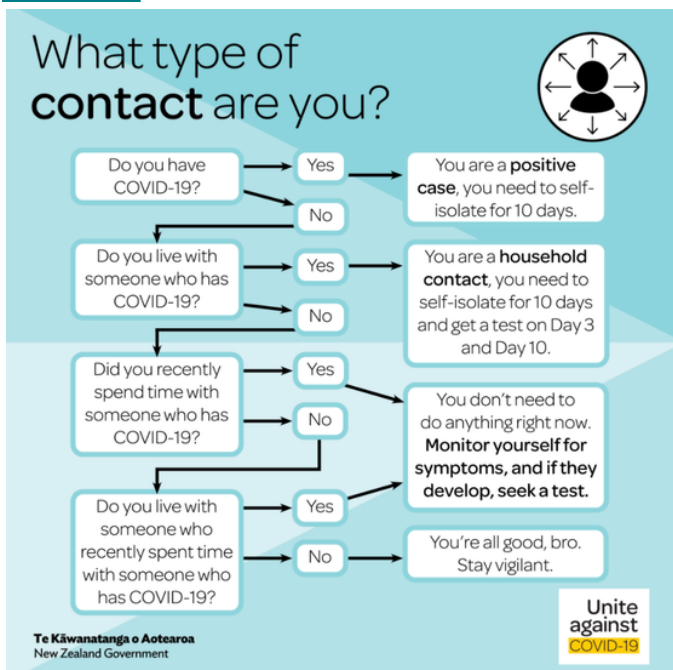 What type of
contact are you?
Do you have
COVID-19?
Yes
You are a positive
case, you need to self-
isolate for 10 days.
No
Do you live with
someone who has
COVID-19?
Yes
You are a household
contact, you need to
self-isolate for 10 days
and get a test on Day 3
and Day 10.
No
Did you recently
spend time with
someone who has
COVID-19?
Yes
You don't need to
do anything right now.
Monitor yourself for
symptoms, and if they
develop, seek a test.
No
Do you live with
someone who
recently spent time
with someone who
has COVID-19?
Yes
No
You're all good, bro.
Stay vigilant.
Te Kāwanatanga o Aotearoa
New Zealand Government
Unite
against
COVID-19